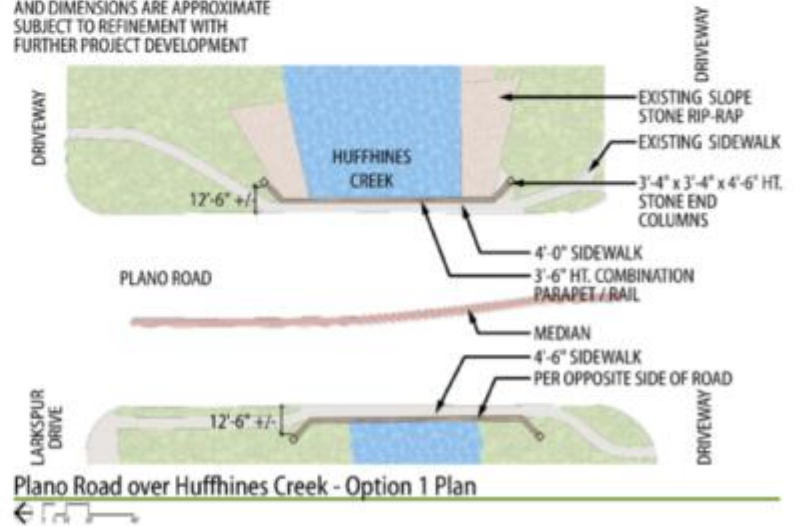 AND DIMENSIONS ARE APPROXIMATE
SUBJECT TO REFINEMENT WITH
FURTHER PROJECT DEVELOPMENT
DRIVEWAY
DRIVEWAY
EXISTING SLOPE
STONE RIP-RAP
EXISTING SIDEWALK
HUFFHINES
CREEK
3'-4" x 3'-4" x 4'-6" HT.
STONE END
COLUMNS
12'-6" +/-
4'-0" SIDEWALK
3'-6" HT. COMBINATION
PARAPET / RAIL
PLANO ROAD
MEDIAN
4'-6" SIDEWALK
PER OPPOSITE SIDE OF ROAD
LARKSPUR
DRIVE
12'-6" +/-
DRIVEWAY
Plano Road over Huffhines Creek - Option 1 Plan